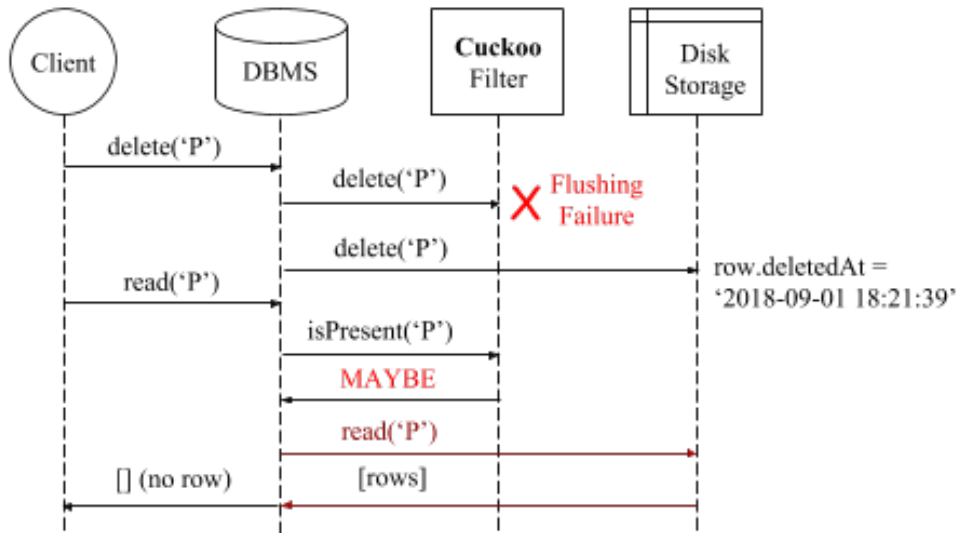 Client
DBMS
Cuckoo
Filter
Disk
Storage
delete(‘P’)
delete(‘P’)
Flushing
Failure
delete(‘P’)
row.deletedAt =
‘2018-09-01 18:21:39’
read(‘P’)
isPresent(‘P’)
MAYBE
read(‘P’)
[] (no row)
[rows]